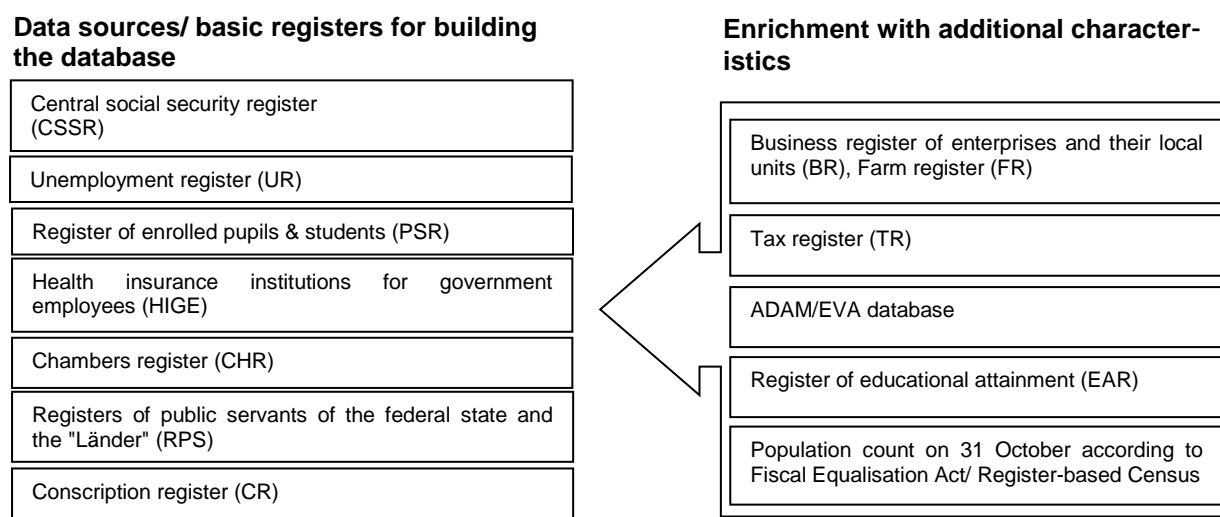 Data sources/ basic registers for building
the database
Central social security register
(CSSR)
Unemployment register (UR)
Register of enrolled pupils & students (PSR)
Health insurance institutions for government
employees (HIGE)
Chambers register (CHR)
Registers of public servants of the federal state and
the "Länder" (RPS)
Conscription register (CR)
Enrichment with additional character-
istics
Business register of enterprises and their local
units (BR), Farm register (FR)
Tax register (TR)
ADAM/EVA database
Register of educational attainment (EAR)
Population count on 31 October according to
Fiscal Equalisation Act/ Register-based Census